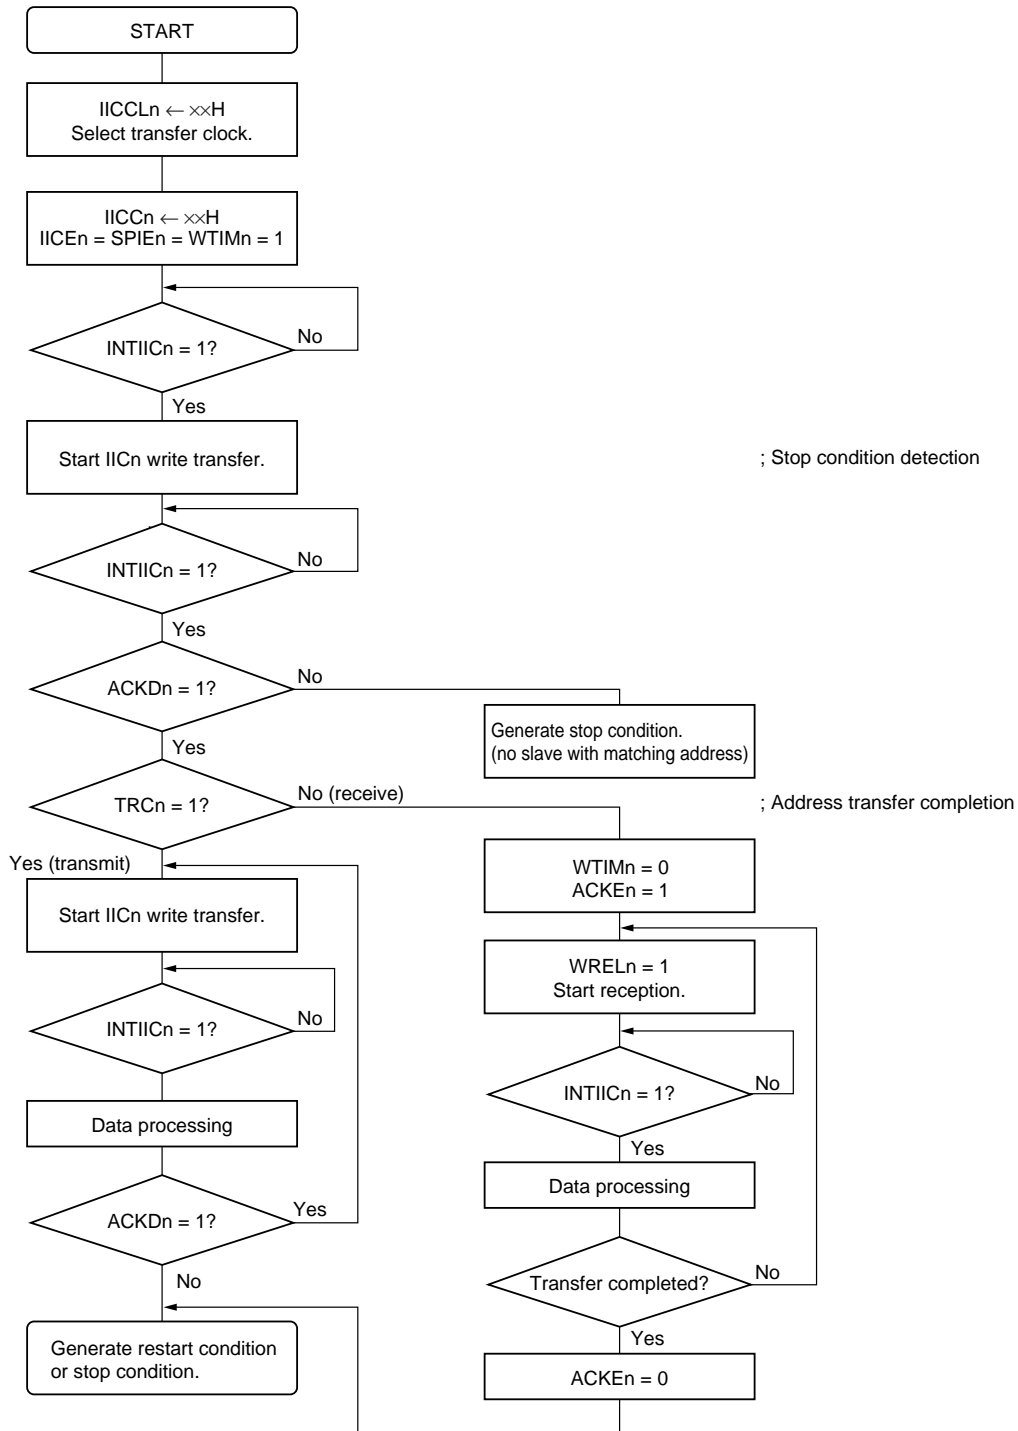 START
IICCLn ← ××H
Select transfer clock.
IICCn ← ××H
IICEn = SPIEn = WTIMn = 1
INTIICn = 1?
No
Yes
Start IICn write transfer.
; Stop condition detection
INTIICn = 1?
No
Yes
ACKDn = 1?
No
Generate stop condition.
(no slave with matching address)
Yes
TRCn = 1?
No (receive)
; Address transfer completion
Yes (transmit)
WTIMn = 0
ACKEn = 1
Start IICn write transfer.
WRELn = 1
Start reception.
INTIICn = 1?
No
INTIICn = 1?
No
Yes
Data processing
Data processing
ACKDn = 1?
Yes
No
Transfer completed?
No
Yes
Generate restart condition
or stop condition.
ACKEn = 0